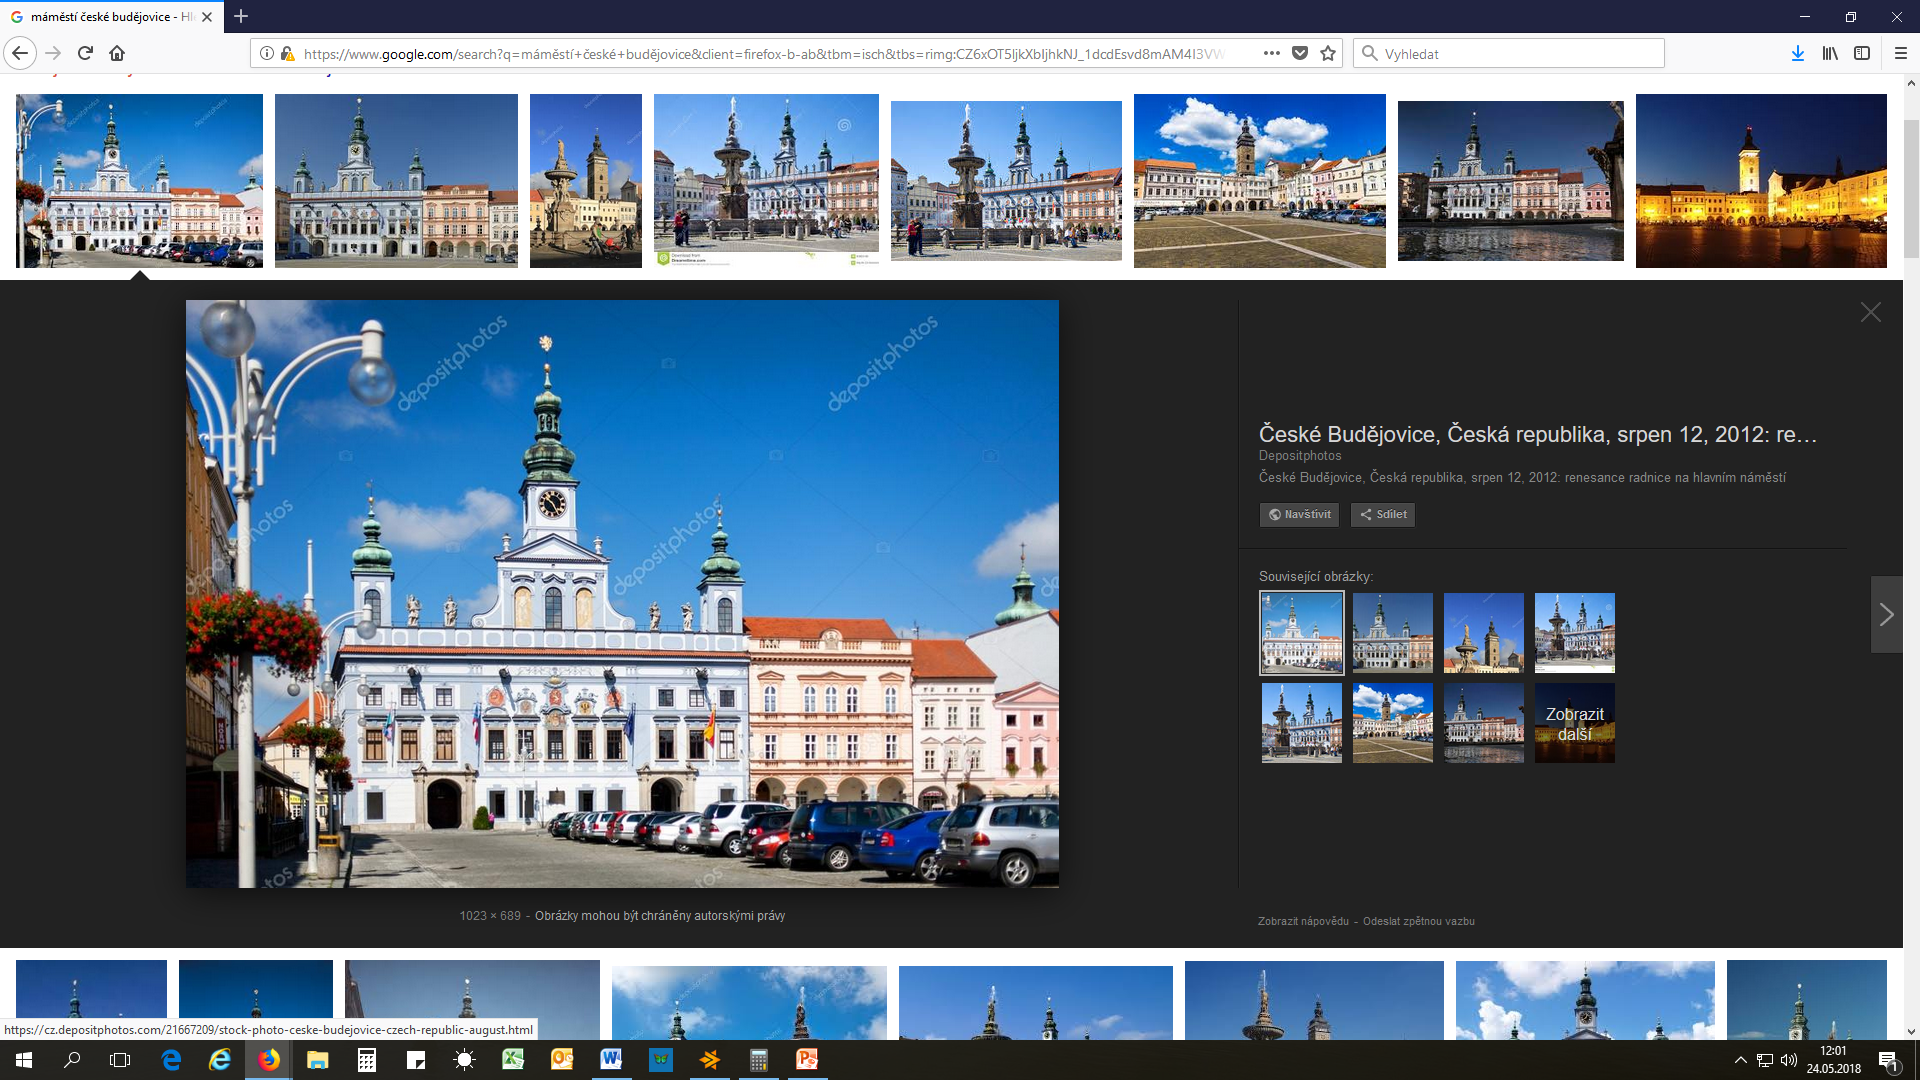 máměstí české budějovice - Hl
https://www.google.com/search?q=máměstí+české+budějovice&client=firefox-b-ab&tbm=isch&tbs=rimg:CZ6xOT5ljkXbIjhkNJ_1dcdEsvd8mAM4I3VW
Vyhledat
depositphotos
depositphotos
depositphotos
České Budějovice, Česká republika, srpen 12, 2012: re…
Depositphotos
České Budějovice, Česká republika, srpen 12, 2012: renesance radnice na hlavním náměstí
Navštívit
Sdílet
Související obrázky:
Zobrazit
další
1023 × 689 - Obrázky mohou být chráněny autorskými právy
Zobrazit nápovědu - Odeslat zpětnou vazbu
https://cz.depositphotos.com/21667209/stock-photo-ceske-budejovice-czech-republic-august.html
12:01
24.05.2018
1